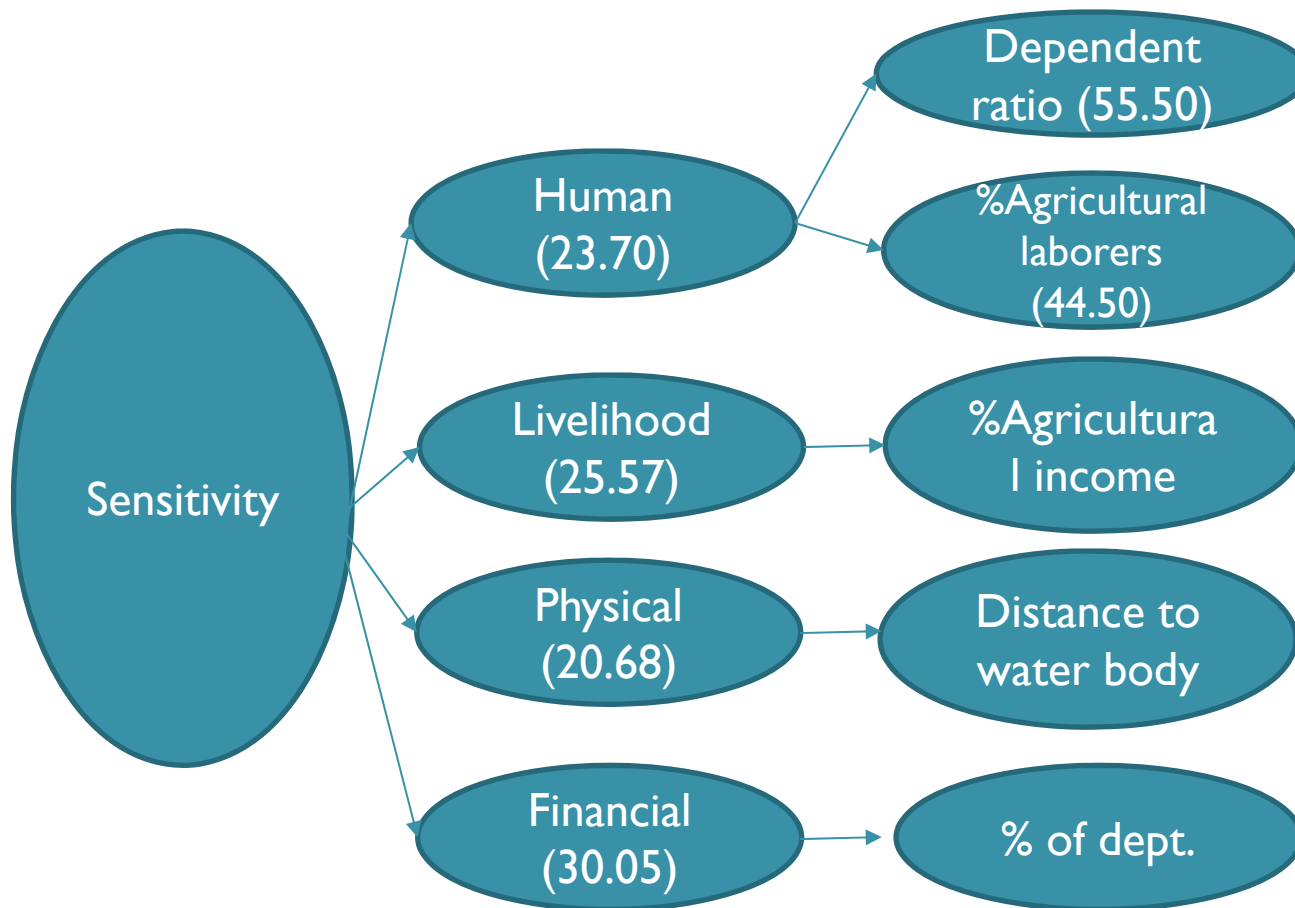 Sensitivity
Human
(23.70)
Livelihood
(25.57)
Physical
(20.68)
Financial
(30.05)
Dependent
ratio (55.50)
%Agricultural
laborers
(44.50)
%Agricultura
l income
Distance to
water body
% of dept.